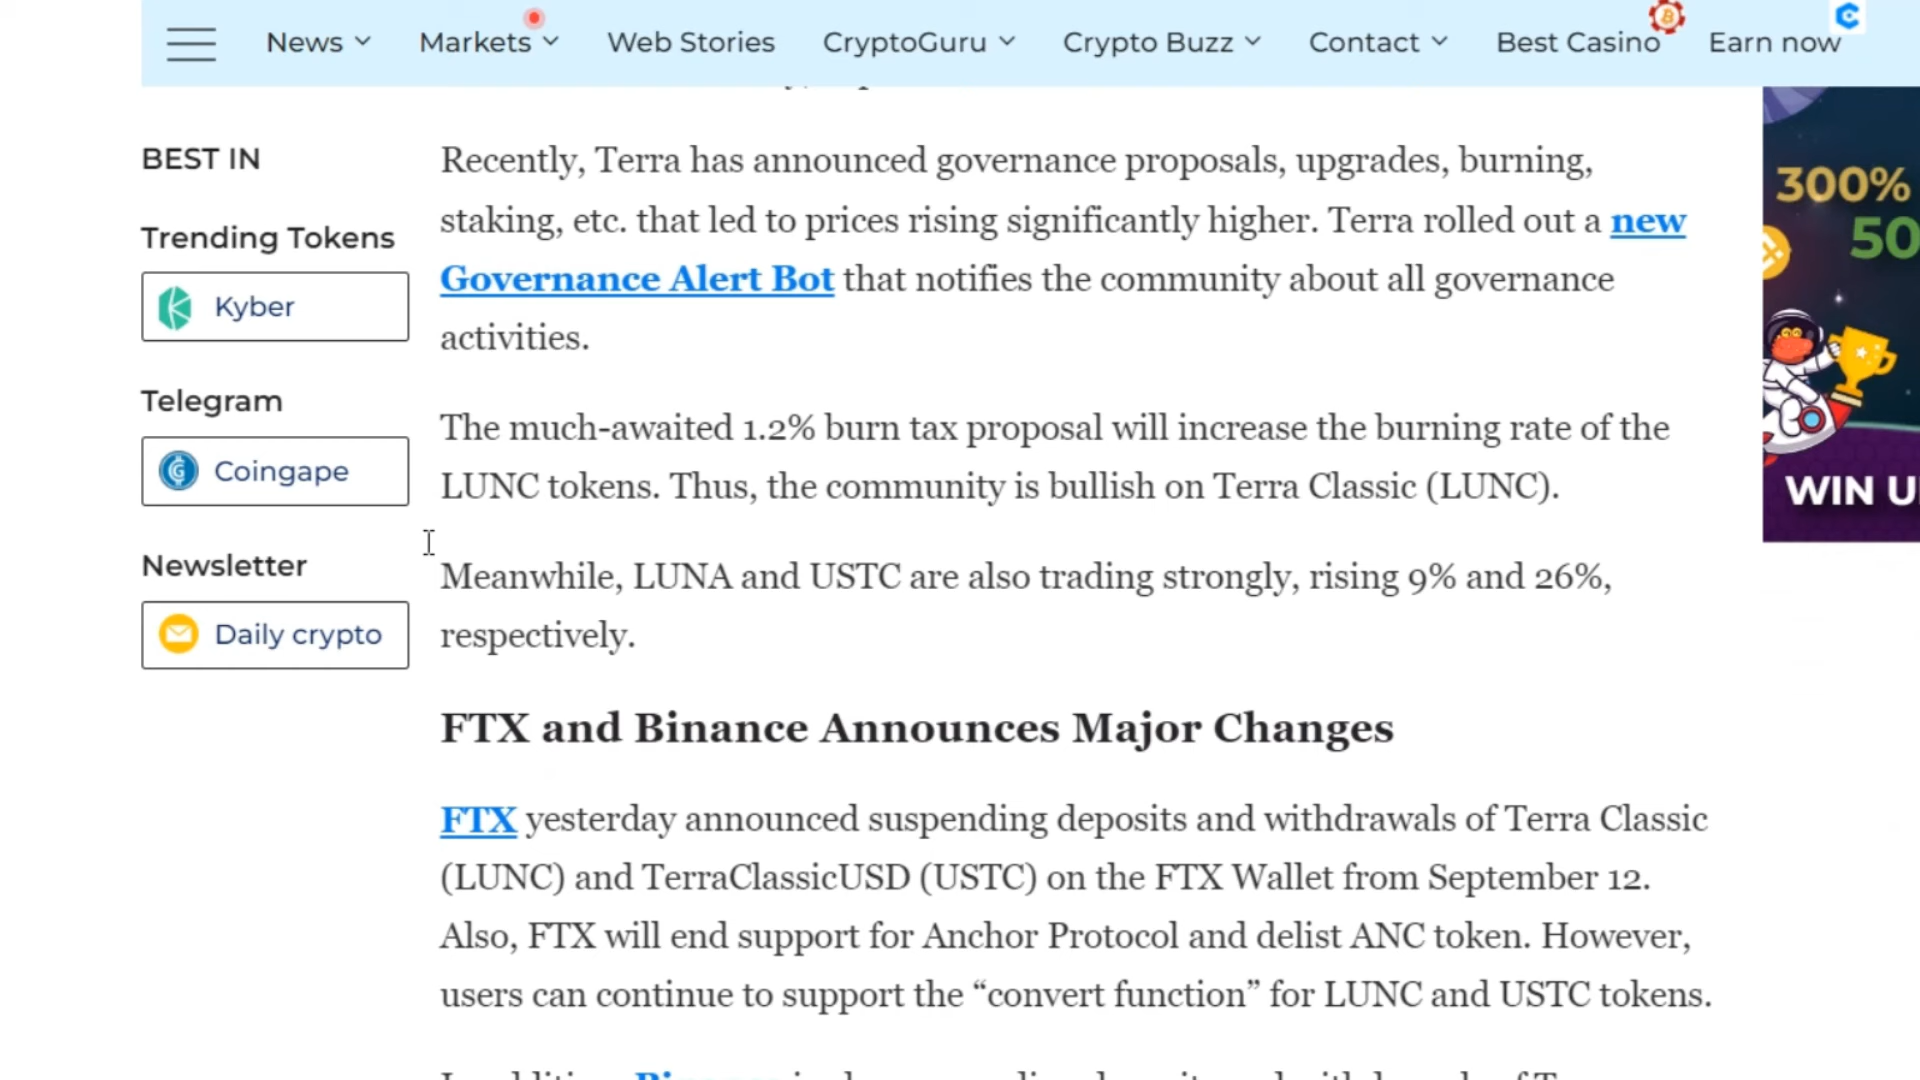 News
Markets
Web Stories
CryptoGuru
Crypto Buzz
Contact
Best Casino
Earn now
BEST IN
Trending Tokens
Kyber
Telegram
Coingape
Newsletter
Daily crypto
Recently, Terra has announced governance proposals, upgrades, burning,
staking, etc. that led to prices rising significantly higher. Terra rolled out a new
Governance Alert Bot that notifies the community about all governance
activities.
The much-awaited 1.2% burn tax proposal will increase the burning rate of the
LUNC tokens. Thus, the community is bullish on Terra Classic (LUNC).
Meanwhile, LUNA and USTC are also trading strongly, rising 9% and 26%,
respectively.
FTX and Binance Announces Major Changes
FTX yesterday announced suspending deposits and withdrawals of Terra Classic
(LUNC) and TerraClassicUSD (USTC) on the FTX Wallet from September 12.
Also, FTX will end support for Anchor Protocol and delist ANC token. However,
users can continue to support the “convert function” for LUNC and USTC tokens.
300%
50
WIN U